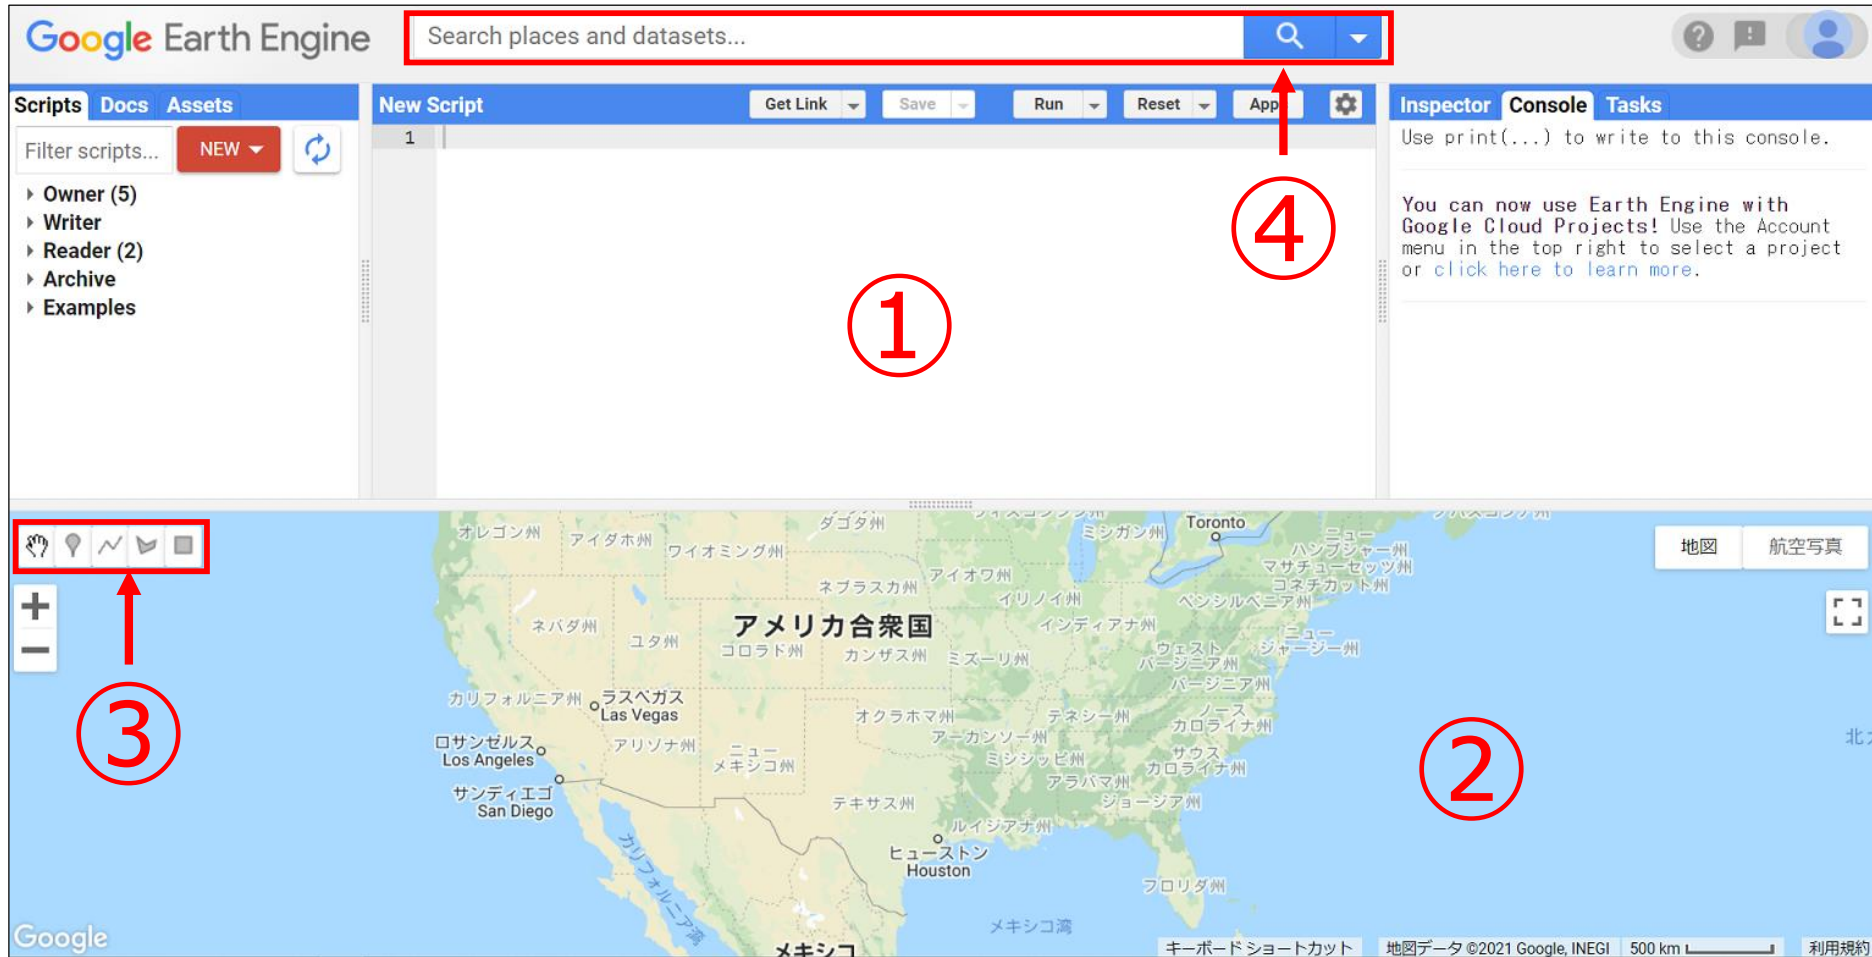 Google Earth Engine
Search places and datasets...
Scripts Docs Assets
New Script
Get Link
Save
Run
Reset
Inspector Console Tasks
Filter scripts...
NEW
1
Use print(...) to write to this console.
Owner (5)
Writer
Reader (2)
Archive
Examples
You can now use Earth Engine with
Google Cloud Projects! Use the Account
menu in the top right to select a project
or click here to learn more.
④
①
③
②
地図
航空写真
オレゴン州
アイダホ州
ワイオミング州
ダゴタ州
ミシガン州
Toronto
ニュー
ハンプシャー州
マサチューセッツ州
コネチカット州
ネブラスカ州
アイオワ州
イリノイ州
ペンシルベニア州
ネバダ州
ユタ州
アメリカ合衆国
コロラド州
カンザス州
ミズーリ州
インディアナ州
ウェスト
バージニア州
ニュー
ジャージー州
バージニア州
カリフォルニア州
ラスベガス
Las Vegas
オクラホマ州
テネシー州
ノース
カロライナ州
ロサンゼルス
Los Angeles
アリゾナ州
ニュー
メキシコ州
アーカンソー州
ミシシッピ州
サウス
カロライナ州
アラバマ州
サンディエゴ
San Diego
テキサス州
ジョージア州
ルイジアナ州
ヒューストン
Houston
カリフォルニア湾
フロリダ州
メキシコ湾
メキシコ
Google
キーボード ショートカット
地図データ ©2021 Google, INEGI
500 km
利用規約